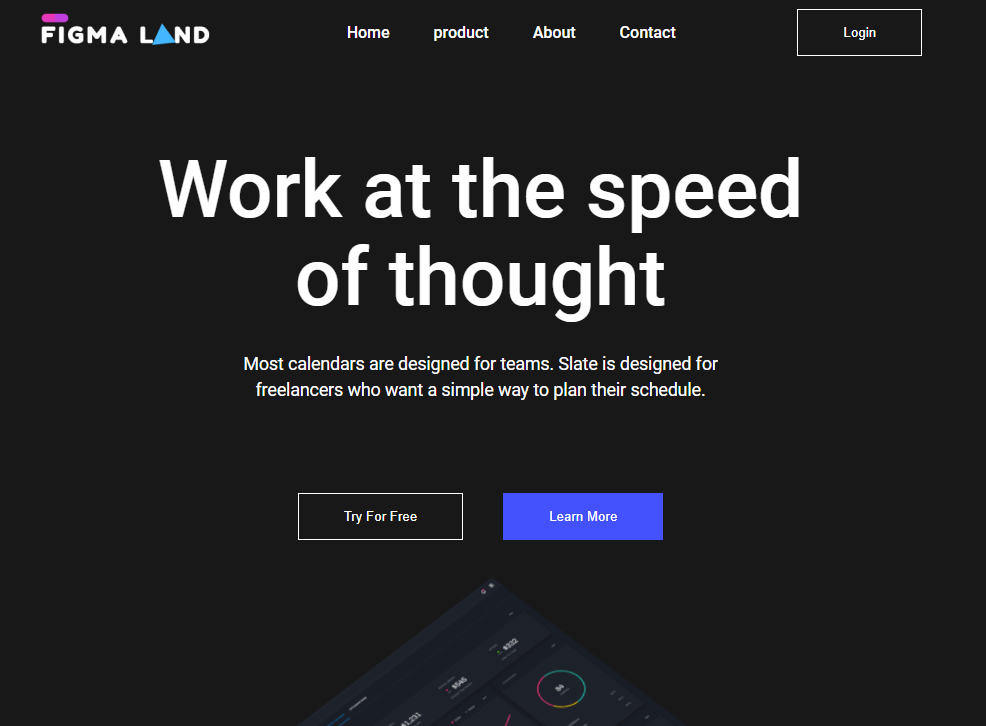 FIGMA LAND
Home product About Contact Login
Work at the speed
of thought
Most calendars are designed for teams. Slate is designed for
freelancers who want a simple way to plan their schedule.
Try For Free Learn More
$332
$545
$1,231
84